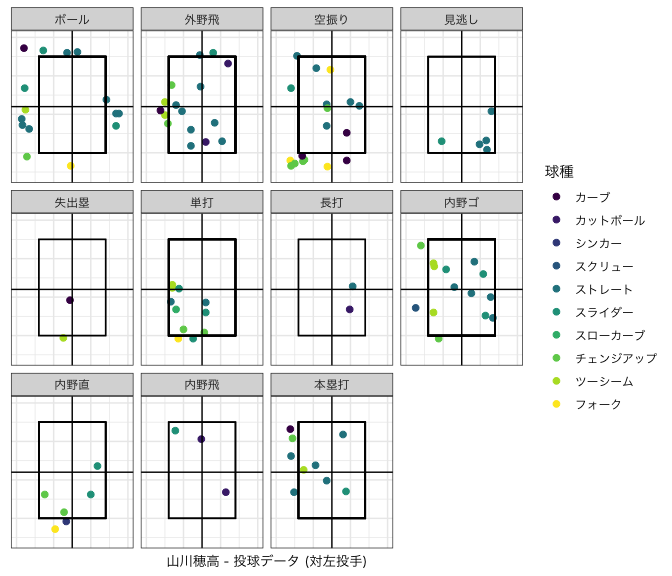 ボール 外野飛 空振り 見逃し
失出塁 単打 長打 内野ゴ
内野直 内野飛 本塁打
球種
カーブ
カットボール
シンカー
スクリュー
ストレート
スライダー
スローカーブ
チェンジアップ
ツーシーム
フォーク
山川穂高 - 投球データ (対左投手)